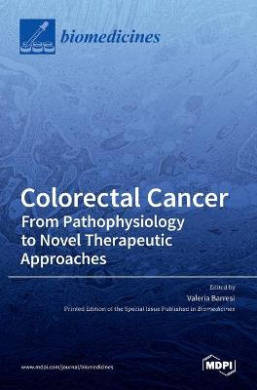 biomedicines
Colorectal Cancer
From Pathophysiology
to Novel Therapeutic
Approaches
Edited by
Valeria Barresi
Printed Edition of the Special Issue Published in Biomedicines
www.mdpi.com/journal/biomedicines
MDPI